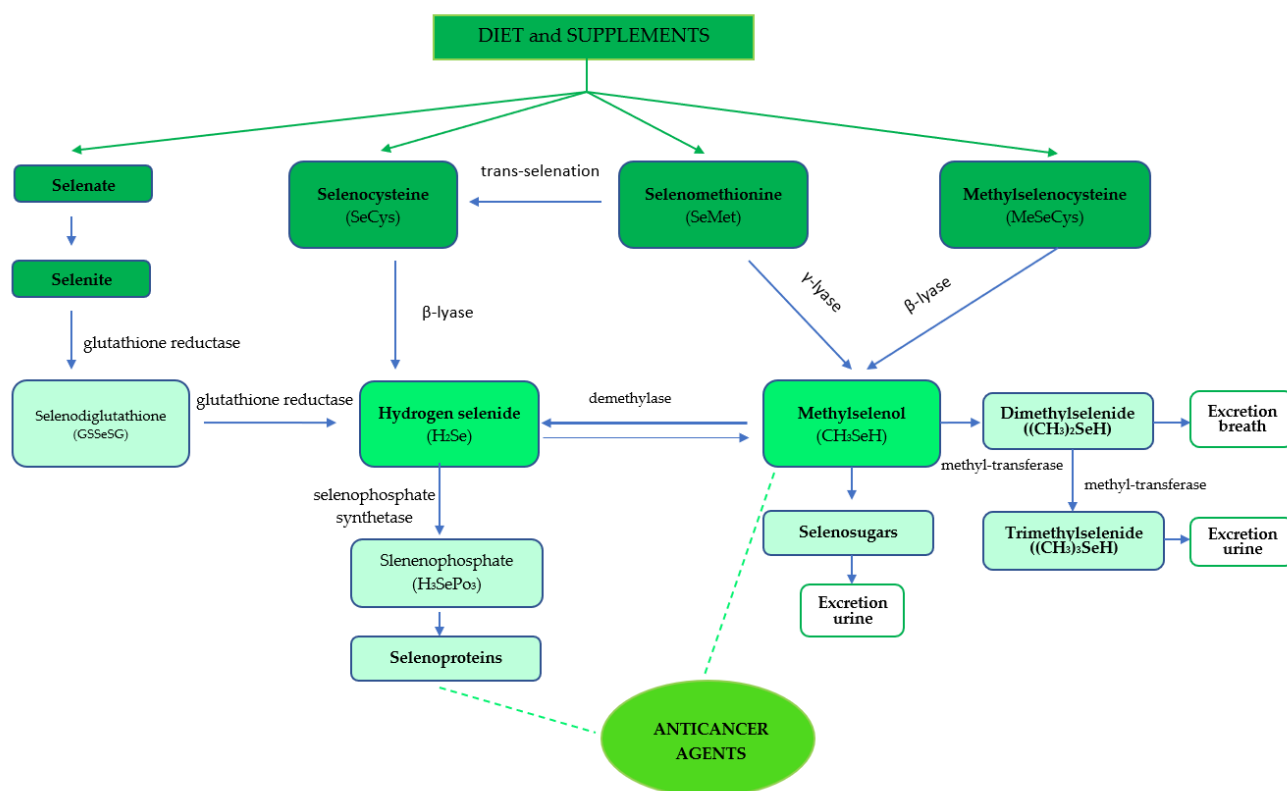 DIET and SUPPLEMENTS
trans-selenation
Selenate
Selenocysteine
(SeCys)
Selenomethionine
(SeMet)
Methylselenocysteine
(MeSeCys)
Selenite
β-lyase
γ-lyase
β-lyase
glutathione reductase
Selenodiglutathione
(GSSeSG)
glutathione reductase
Hydrogen selenide
(H₂Se)
demethylase
Methylselenol
(CH₃SeH)
Dimethylselenide
((CH₃)₂SeH)
Excretion
breath
methyl-transferase
methyl-transferase
selenophosphate
synthetase
Selenosugars
Trimethylselenide
((CH₃)₃SeH)
Excretion
urine
Slenenophosphate
(H₃SePo₃)
Excretion
urine
Selenoproteins
ANTICANCER
AGENTS